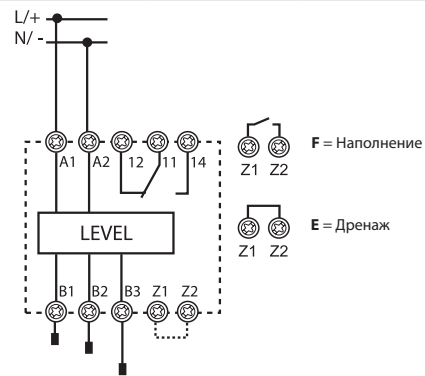 L/+
N/ -
A1 A2 12 11 14
Z1 Z2
F = Наполнение
LEVEL
Z1 Z2
E = Дренаж
B1 B2 B3 Z1 Z2